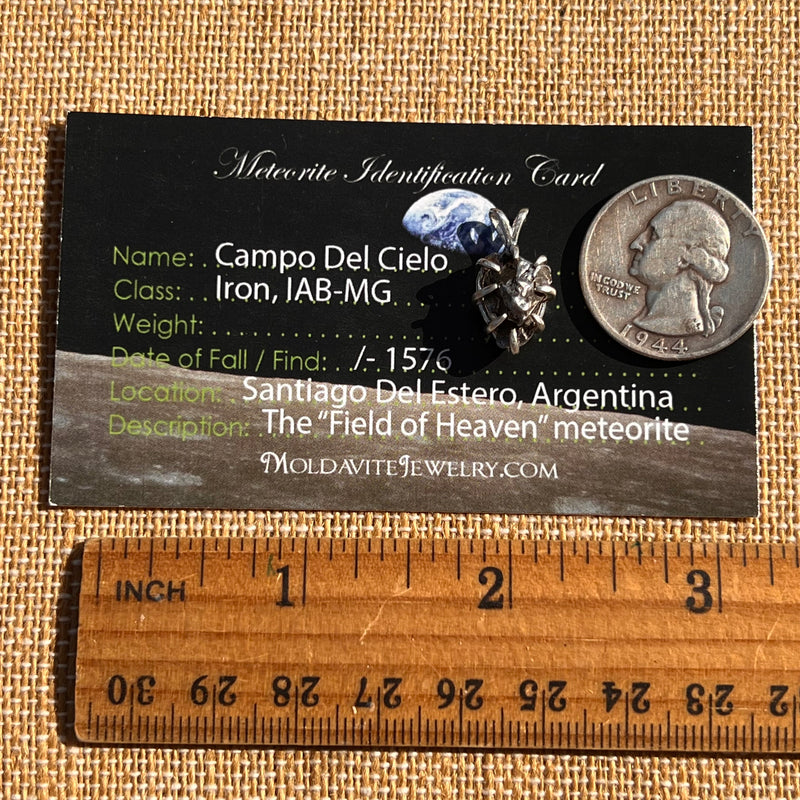 Meteorite Identification Card
LIBERTY
IN GOD WE
TRUST
1944
Name: . . Campo Del Cielo
Class: . . Iron, IAB-MG
Weight:
Date of Fall / Find: . ./- 1576
Location: . . Santiago Del Estero, Argentina
Description: . The "Field of Heaven" meteorite
MOLDAVITEJEWELRY.COM
INCH 1 2 3
30 29 28 27 26 25 24 23 2